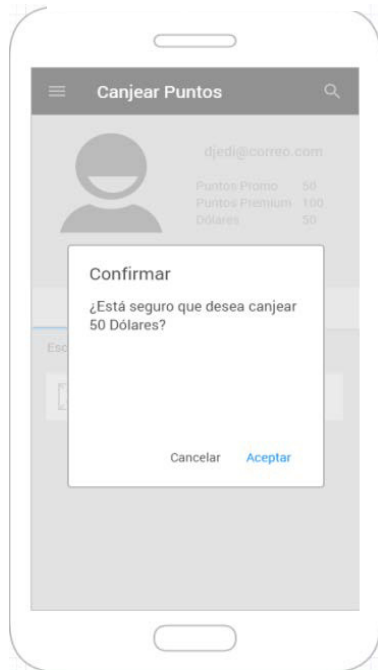 Canjear Puntos
djedi@correo.com
Puntos Promo 50
Puntos Premium 100
Dólares 50
Confirmar
¿Está seguro que desea canjear
50 Dólares?
Esc
Cancelar Aceptar